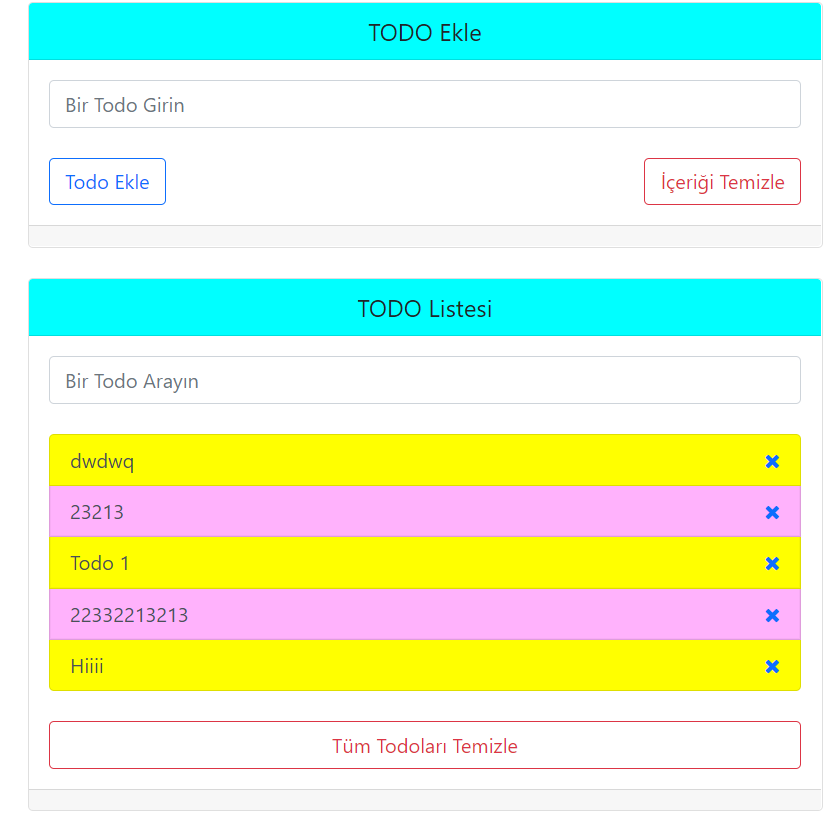 TODO Ekle
Bir Todo Girin
Todo Ekle İçeriği Temizle
TODO Listesi
Bir Todo Arayın
dwdwq
23213
Todo 1
22332213213
Hiiii
Tüm Todoları Temizle